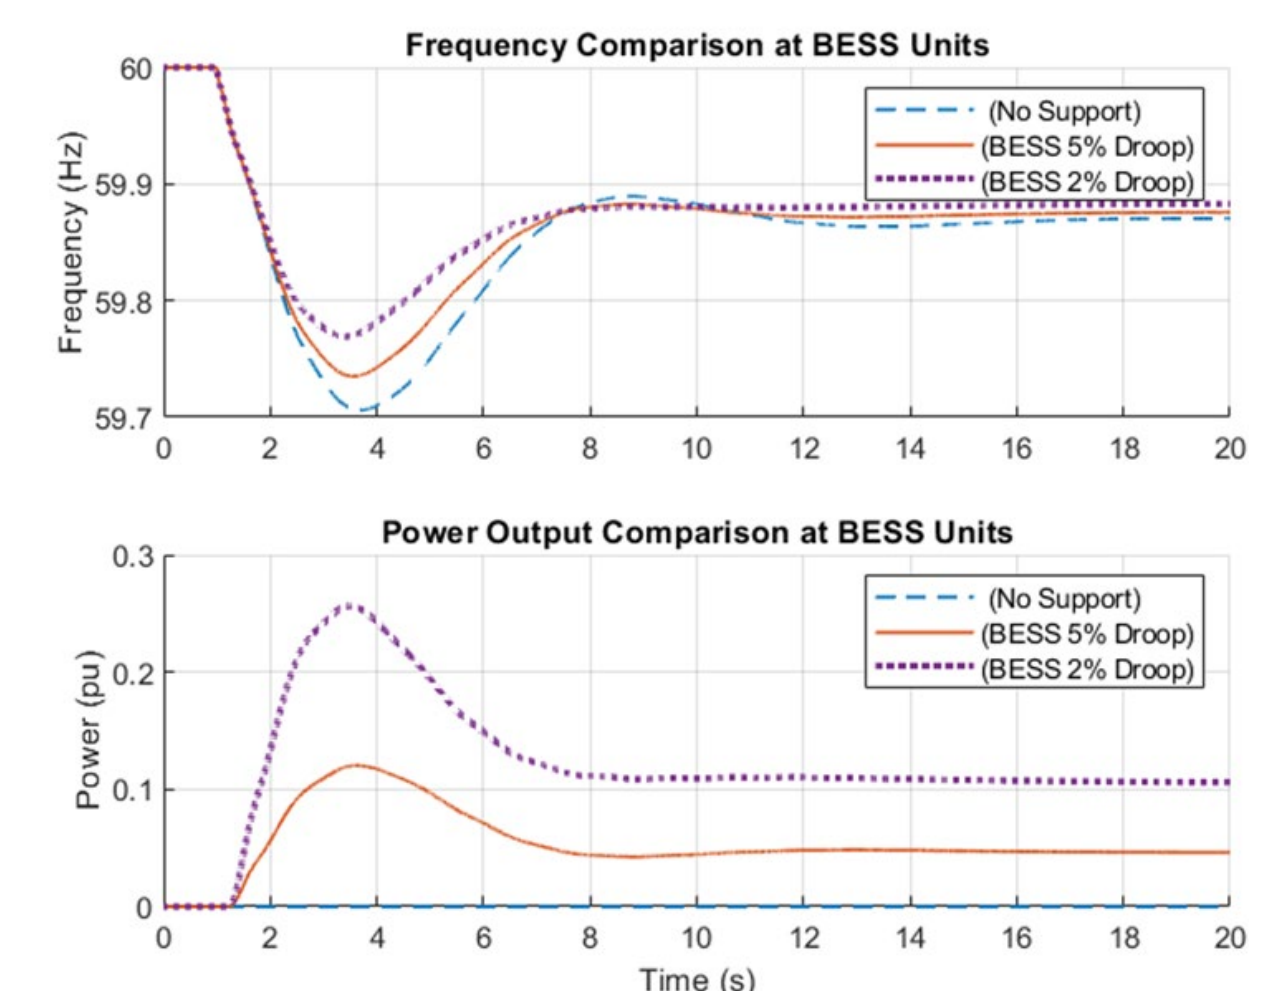 Frequency Comparison at BESS Units
60
59.9
59.8
59.7
Frequency (Hz)
(No Support)
(BESS 5% Droop)
(BESS 2% Droop)
0 2 4 6 8 10 12 14 16 18 20
Power Output Comparison at BESS Units
0.3
0.2
0.1
0
Power (pu)
(No Support)
(BESS 5% Droop)
(BESS 2% Droop)
0 2 4 6 8 10 12 14 16 18 20
Time (s)